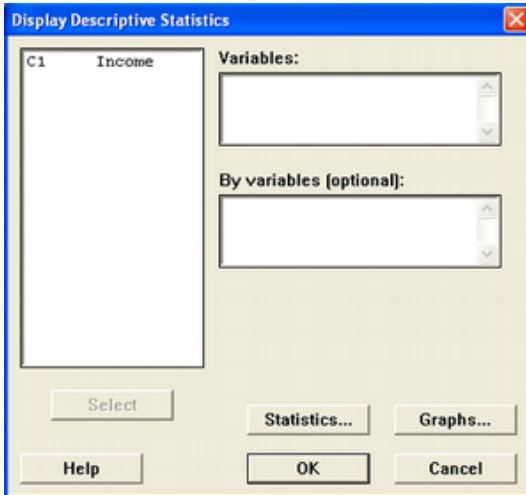 Display Descriptive Statistics
C1 Income
Variables:
By variables (optional):
Select
Statistics...
Graphs...
Help
OK
Cancel